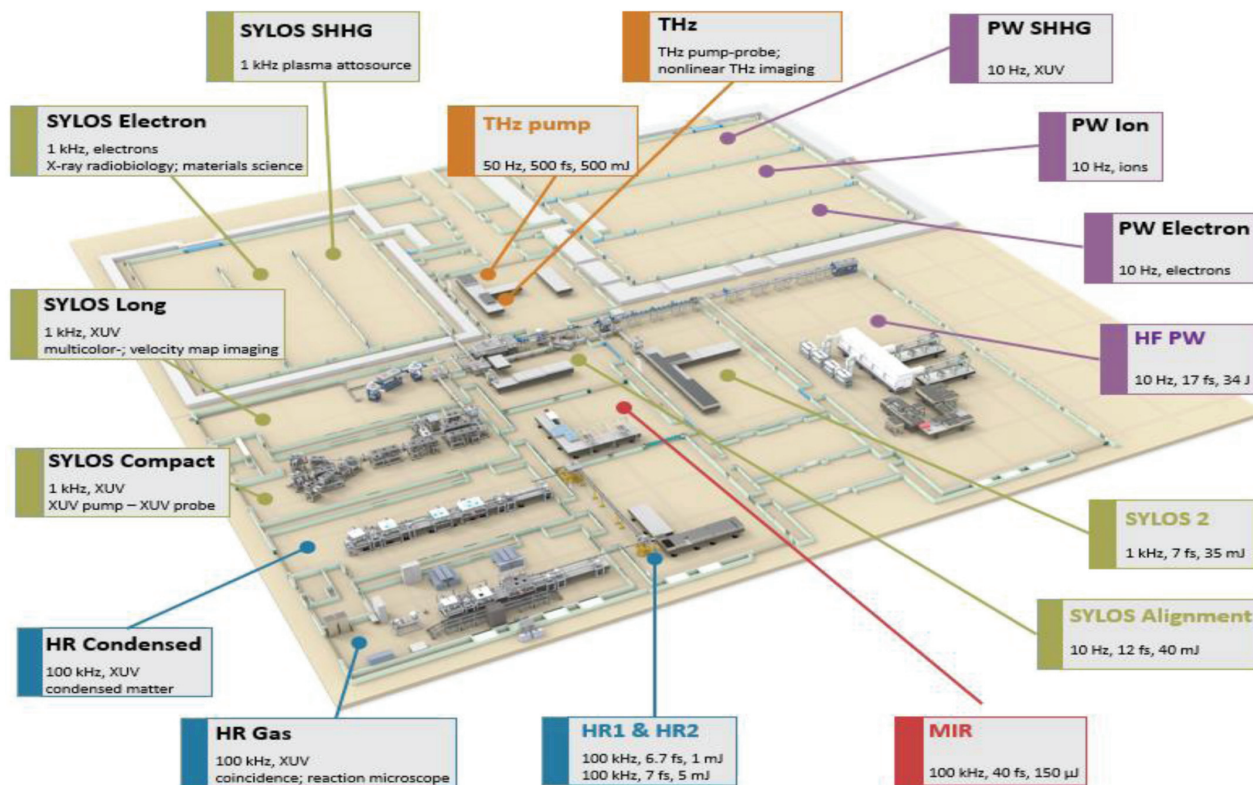 SYLOS SHHG
1 kHz plasma attosource
THz
THz pump-probe;
nonlinear THz imaging
PW SHHG
10 Hz, XUV
SYLOS Electron
1 kHz, electrons
X-ray radiobiology; materials science
THz pump
50 Hz, 500 fs, 500 mJ
PW Ion
10 Hz, ions
PW Electron
10 Hz, electrons
SYLOS Long
1 kHz, XUV
multicolor-; velocity map imaging
HF PW
10 Hz, 17 fs, 34 J
SYLOS Compact
1 kHz, XUV
XUV pump – XUV probe
SYLOS 2
1 kHz, 7 fs, 35 mJ
SYLOS Alignment
10 Hz, 12 fs, 40 mJ
HR Condensed
100 kHz, XUV
condensed matter
HR Gas
100 kHz, XUV
coincidence; reaction microscope
HR1 & HR2
100 kHz, 6.7 fs, 1 mJ
100 kHz, 7 fs, 5 mJ
MIR
100 kHz, 40 fs, 150 µJ